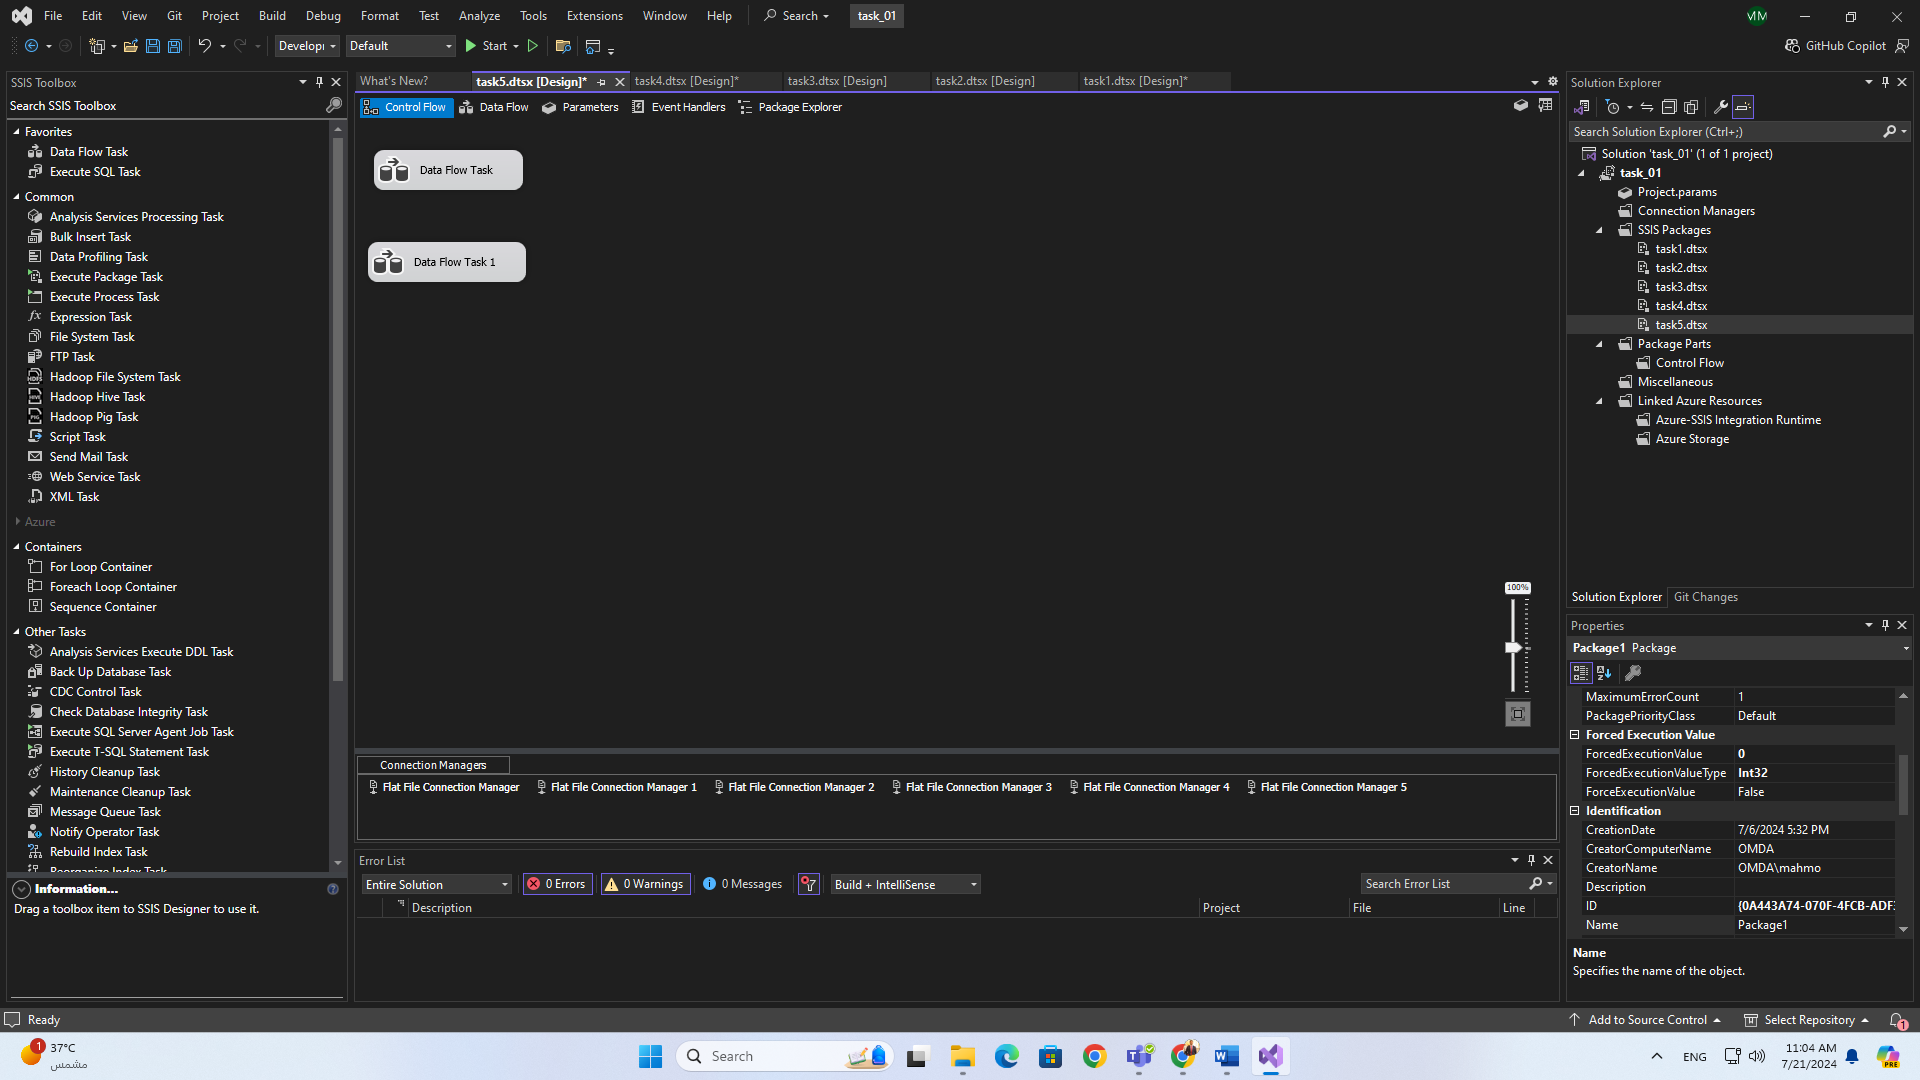 File Edit View Git Project Build Debug Format Test Analyze Tools Extensions Window Help Search task_01
Developr Default Start GitHub Copilot
SSIS Toolbox
Search SSIS Toolbox
Favorites
Data Flow Task
Execute SQL Task
Common
Analysis Services Processing Task
Bulk Insert Task
Data Profiling Task
Execute Package Task
Execute Process Task
Expression Task
File System Task
FTP Task
Hadoop File System Task
Hadoop Hive Task
Hadoop Pig Task
Script Task
Send Mail Task
Web Service Task
XML Task
Azure
Containers
For Loop Container
Foreach Loop Container
Sequence Container
Other Tasks
Analysis Services Execute DDL Task
Back Up Database Task
CDC Control Task
Check Database Integrity Task
Execute SQL Server Agent Job Task
Execute T-SQL Statement Task
History Cleanup Task
Maintenance Cleanup Task
Message Queue Task
Notify Operator Task
Rebuild Index Task
Reorganize Index Task
Information...
Drag a toolbox item to SSIS Designer to use it.
What's New? task5.dtsx [Design]* task4.dtsx [Design]* task3.dtsx [Design] task2.dtsx [Design] task1.dtsx [Design]*
Control Flow Data Flow Parameters Event Handlers Package Explorer
Data Flow Task
Data Flow Task 1
100%
Connection Managers
Flat File Connection Manager Flat File Connection Manager 1 Flat File Connection Manager 2 Flat File Connection Manager 3 Flat File Connection Manager 4 Flat File Connection Manager 5
Error List
Entire Solution 0 Errors 0 Warnings 0 Messages Build + IntelliSense Search Error List
Description Project File Line
Solution Explorer
Search Solution Explorer (Ctrl+;)
Solution 'task_01' (1 of 1 project)
task_01
Project.params
Connection Managers
SSIS Packages
task1.dtsx
task2.dtsx
task3.dtsx
task4.dtsx
task5.dtsx
Package Parts
Control Flow
Miscellaneous
Linked Azure Resources
Azure-SSIS Integration Runtime
Azure Storage
Solution Explorer Git Changes
Properties
Package1 Package
MaximumErrorCount 1
PackagePriorityClass Default
Forced Execution Value
ForcedExecutionValue 0
ForcedExecutionValueType Int32
ForceExecutionValue False
Identification
CreationDate 7/6/2024 5:32 PM
CreatorComputerName OMDA
CreatorName OMDA\mahmo
Description
ID {0A443A74-070F-4FCB-ADF
Name Package1
Name
Specifies the name of the object.
Ready Add to Source Control Select Repository 1
1 37°C
مشمس
Search
ENG
11:04 AM
7/21/2024
PRE